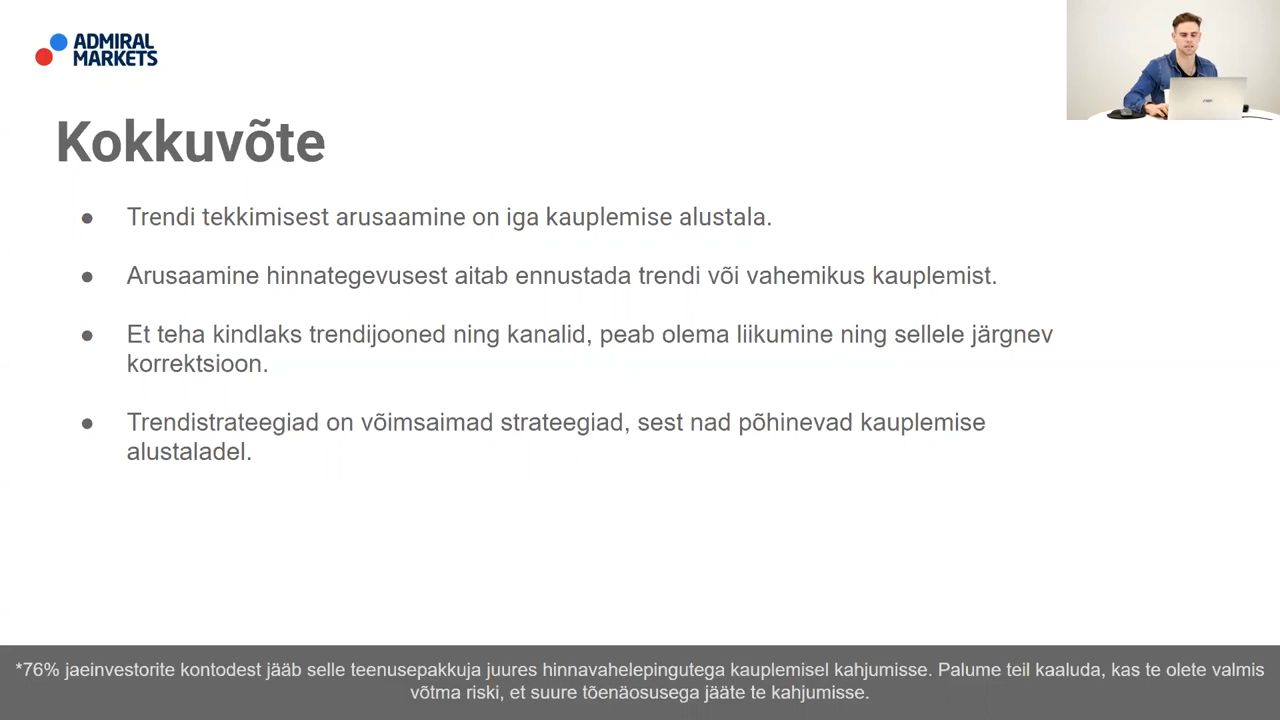 ADMIRAL
MARKETS
Kokkuvõte
● Trendi tekkimisest arusaamine on iga kauplemise alustala.
● Arusaamine hinnategevusest aitab ennustada trendi või vahemikus kauplemist.
● Et teha kindlaks trendijooned ning kanalid, peab olema liikumine ning sellele järgnev
korrektsioon.
● Trendistrateegiad on võimsaimad strateegiad, sest nad põhinevad kauplemise
alustaladel.
*76% jaeinvestorite kontodest jääb selle teenusepakkuja juures hinnavahelepingutega kauplemisel kahjumisse. Palume teil kaaluda, kas te olete valmis
võtma riski, et suure tõenäosusega jääte te kahjumisse.